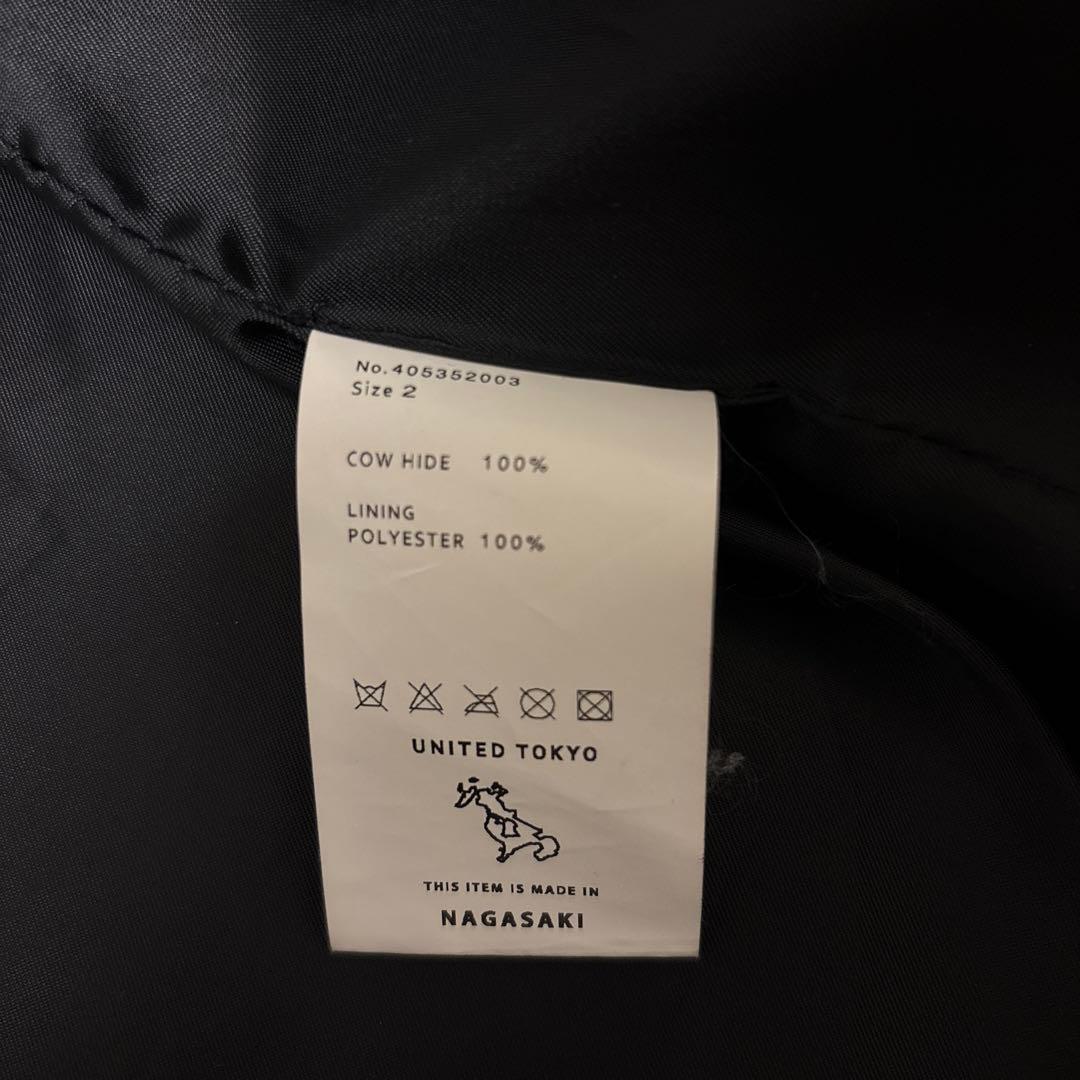 No.405352003
Size 2
COW HIDE 100%
LINING
POLYESTER 100%
UNITED TOKYO
THIS ITEM IS MADE IN
NAGASAKI